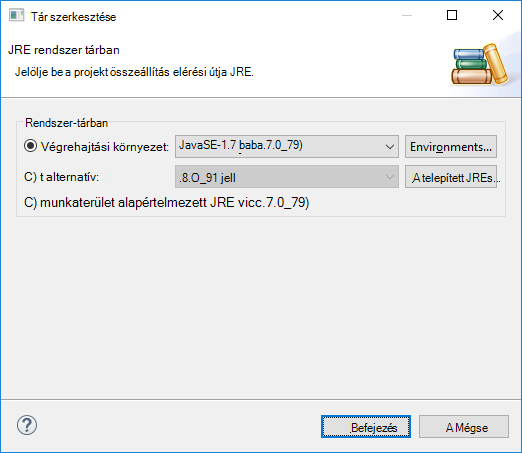 Tár szerkesztése
JRE rendszer tárban
Jelölje be a projekt összeállítás elérési útja JRE.
Rendszer-tárban
Végrehajtási környezet: JavaSE-1.7 baba.7.0_79) Environments...
C) t alternatív: .8.O_91 jell A telepített JREs...
C) munkaterület alapértelmezett JRE vicc.7.0_79)
? Befejezés A Mégse